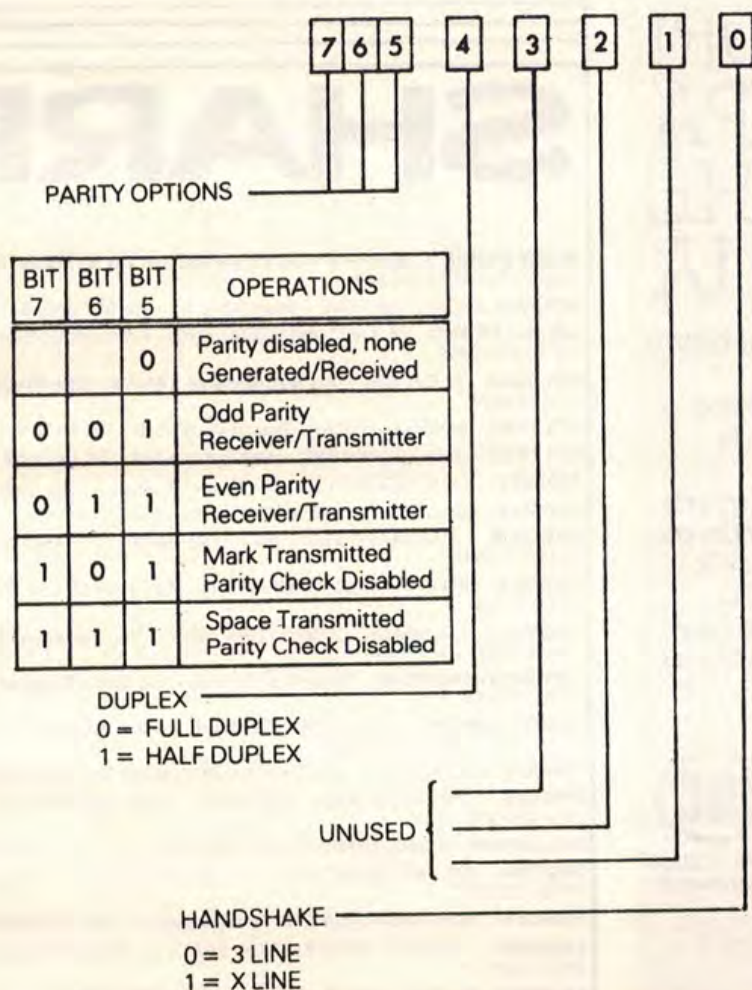 7 6 5 4 3 2 1 0
PARITY OPTIONS
BIT 7 BIT 6 BIT 5 OPERATIONS
0 Parity disabled, none
Generated/Received
0 0 1 Odd Parity
Receiver/Transmitter
0 1 1 Even Parity
Receiver/Transmitter
1 0 1 Mark Transmitted
Parity Check Disabled
1 1 1 Space Transmitted
Parity Check Disabled
DUPLEX
0 = FULL DUPLEX
1 = HALF DUPLEX
UNUSED
HANDSHAKE
0 = 3 LINE
1 = X LINE